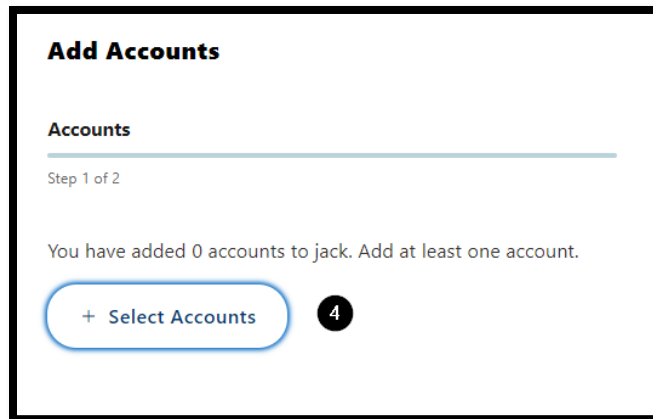 Add Accounts
Accounts
Step 1 of 2
You have added 0 accounts to jack. Add at least one account.
+ Select Accounts
4